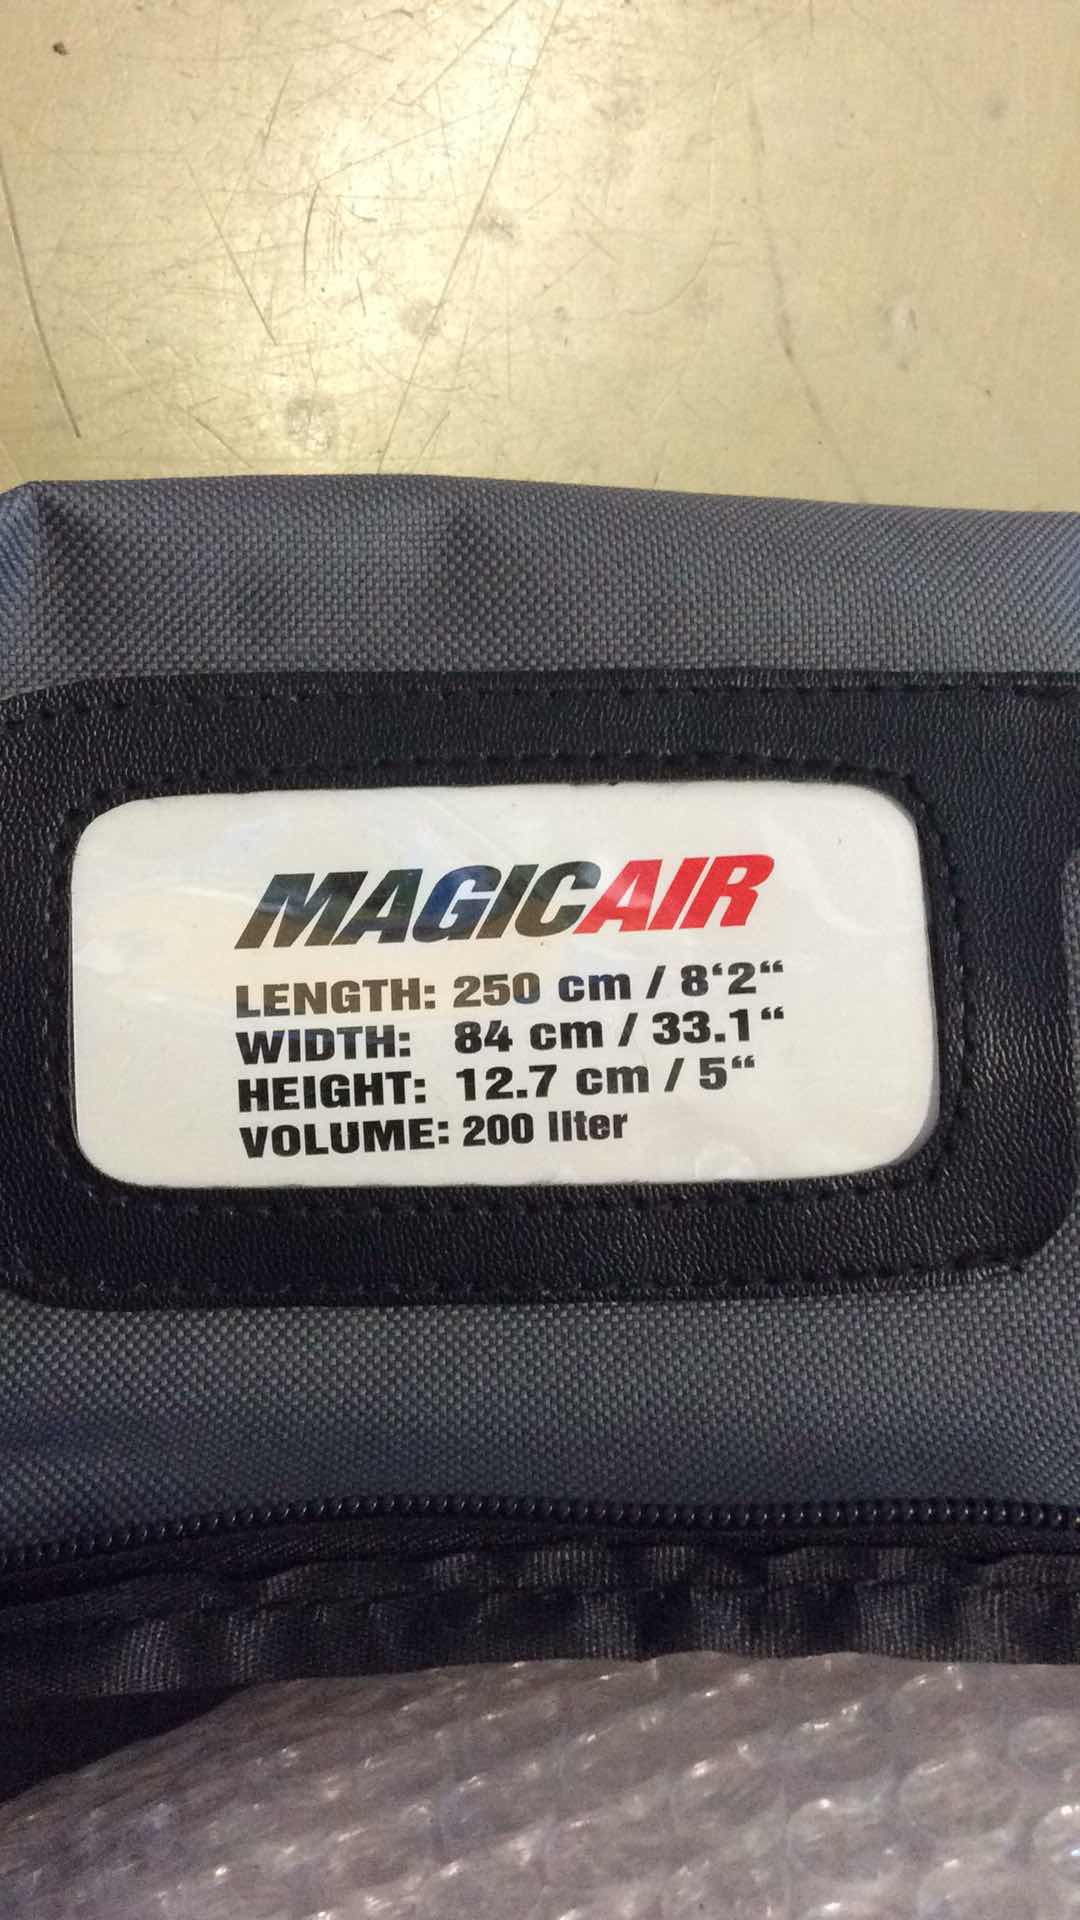 MAGICAIR
LENGTH: 250 cm / 8‘2“
WIDTH: 84 cm / 33.1“
HEIGHT: 12.7 cm / 5“
VOLUME: 200 liter